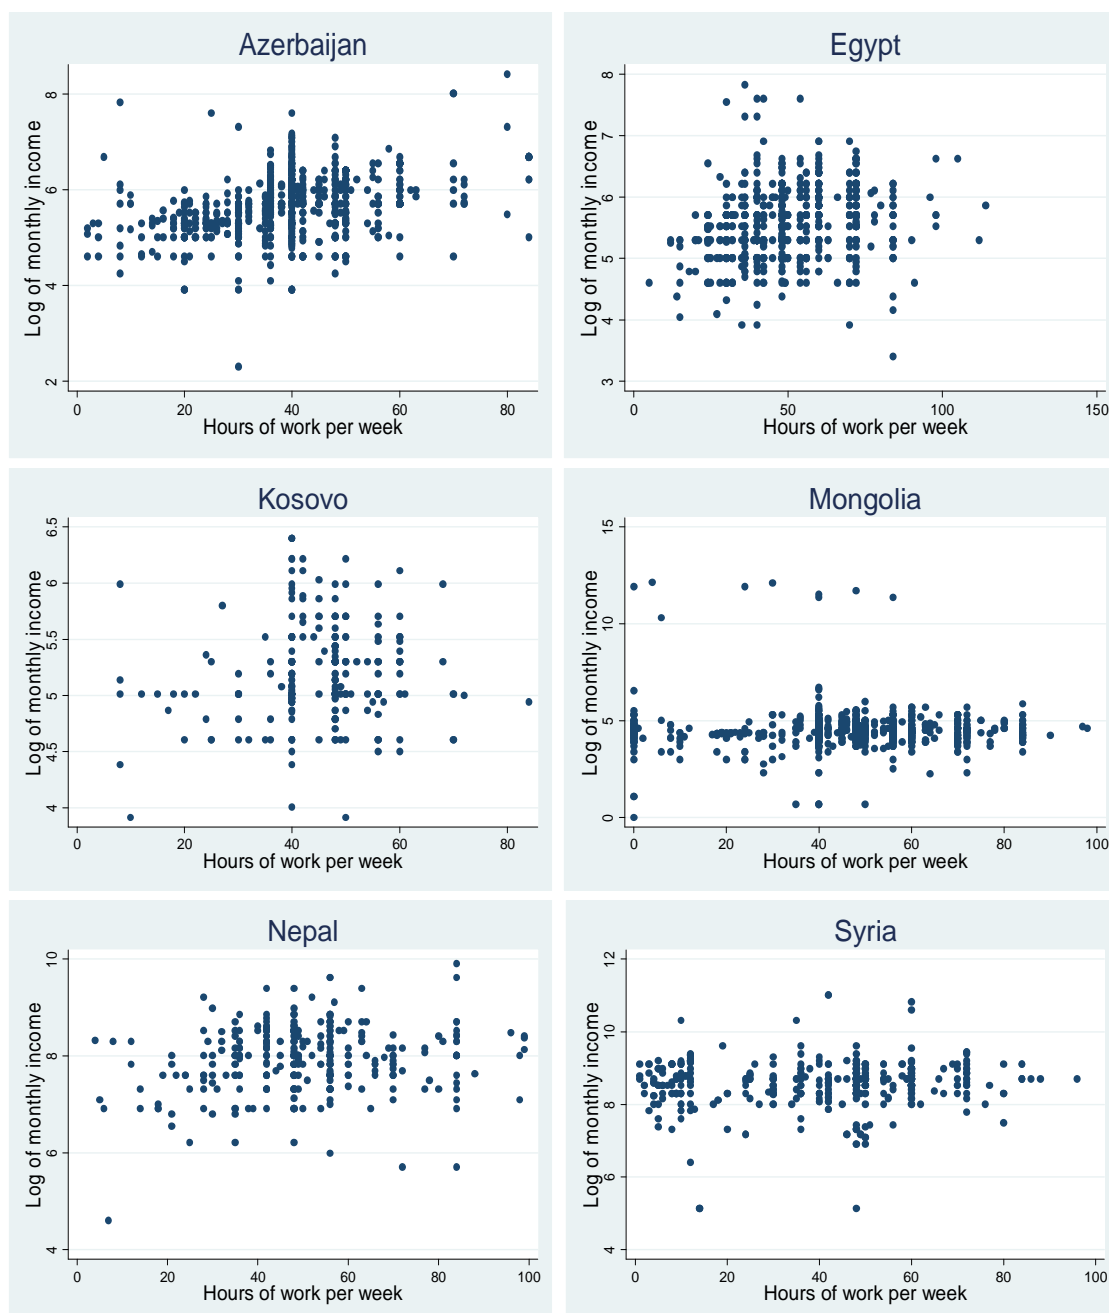 Azerbaijan
Log of monthly income
8
6
4
2
0 20 40 60 80
Hours of work per week
Egypt
Log of monthly income
8
7
6
5
4
3
0 50 100 150
Hours of work per week
Kosovo
Log of monthly income
6.5
6
5.5
5
4.5
4
0 20 40 60 80
Hours of work per week
Mongolia
Log of monthly income
15
10
5
0
0 20 40 60 80 100
Hours of work per week
Nepal
Log of monthly income
10
8
6
4
0 20 40 60 80 100
Hours of work per week
Syria
Log of monthly income
12
10
8
6
4
0 20 40 60 80 100
Hours of work per week